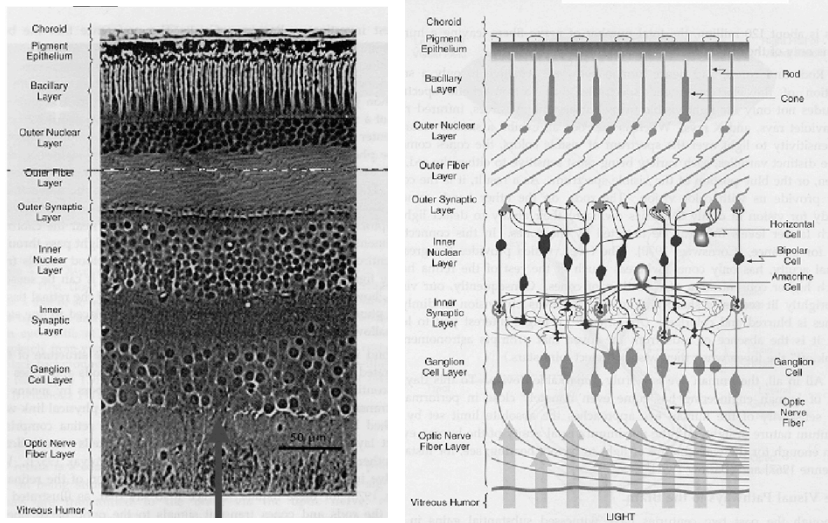 Choroid
Pigment
Epithelium
Bacillary
Layer
Outer Nuclear
Layer
Outer Fiber
Layer
Outer Synaptic
Layer
Inner
Nuclear
Layer
Inner
Synaptic
Layer
Ganglion
Cell Layer
Optic Nerve
Fiber Layer
Vitreous Humor
50 µm
Choroid
Pigment
Epithelium
Bacillary
Layer
Outer Nuclear
Layer
Outer Fiber
Layer
Outer Synaptic
Layer
Inner
Nuclear
Layer
Inner
Synaptic
Layer
Ganglion
Cell Layer
Optic Nerve
Fiber Layer
Vitreous Humor
Rod
Cone
Horizontal
Cell
Bipolar
Cell
Amacrine
Cell
Ganglion
Cell
Optic
Nerve
Fiber
LIGHT